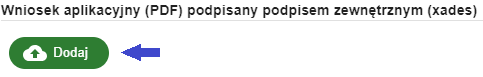 Wniosek aplikacyjny (PDF) podpisany podpisem zewnętrznym (xades)
Dodaj